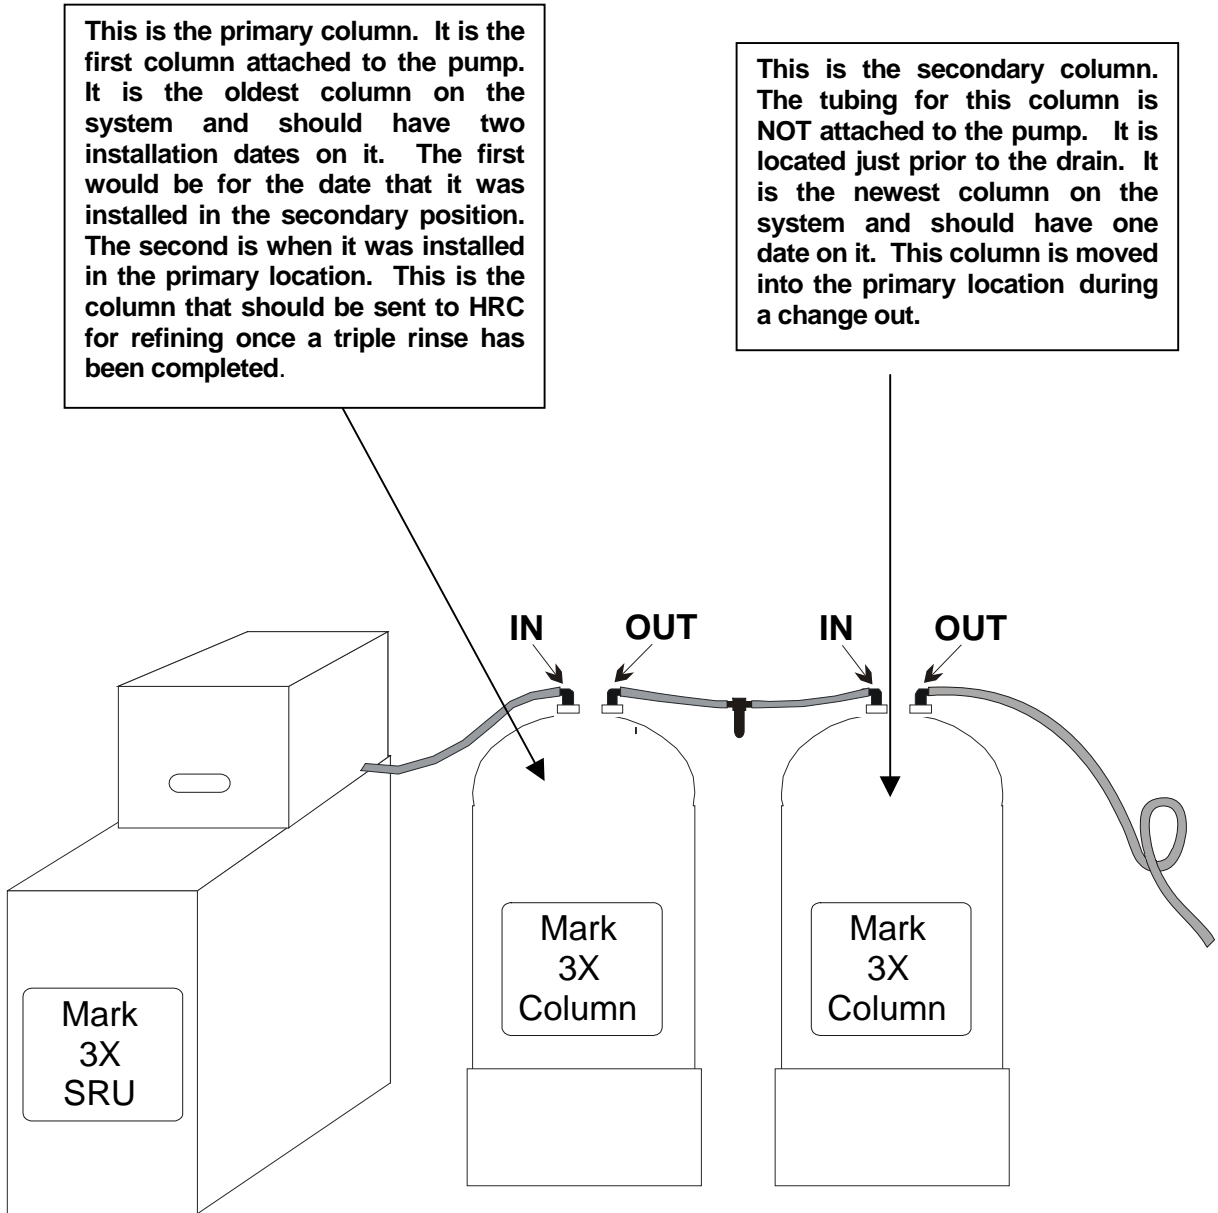 This is the primary column. It is the
first column attached to the pump.
It is the oldest column on the
system and should have two
installation dates on it. The first
would be for the date that it was
installed in the secondary position.
The second is when it was installed
in the primary location. This is the
column that should be sent to HRC
for refining once a triple rinse has
been completed.
This is the secondary column.
The tubing for this column is
NOT attached to the pump. It is
located just prior to the drain. It
is the newest column on the
system and should have one
date on it. This column is moved
into the primary location during
a change out.
IN
OUT
IN
OUT
Mark
3X
SRU
Mark
3X
Column
Mark
3X
Column